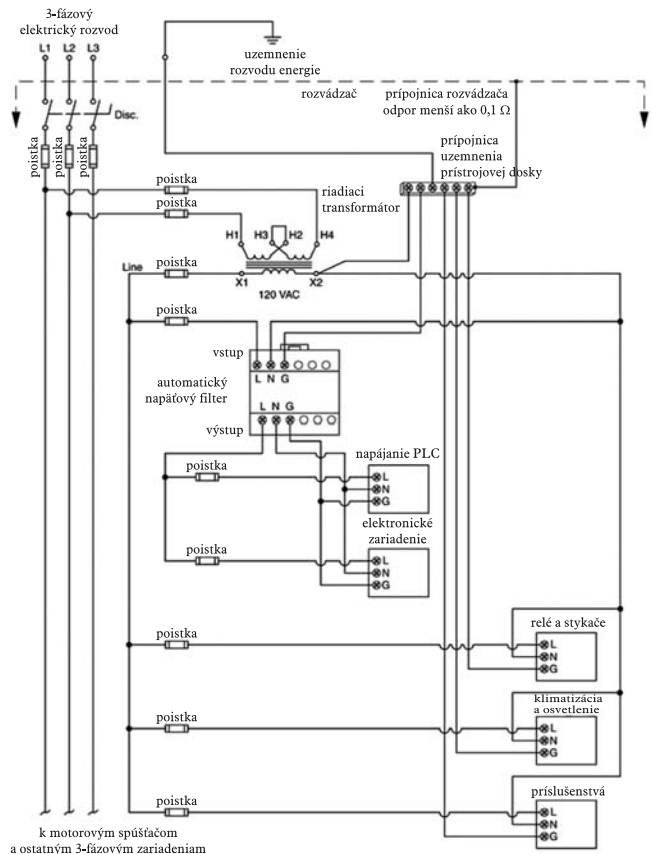 3-fázový
elektrický rozvod
L1 L2 L3
uzemnenie
rozvodu energie
rozvádzač
prípojnica rozvádzača
odpor menší ako 0,1 Ω
Disc.
prípojnica
uzemnenia
prístrojovej dosky
poistka
poistka
poistka
poistka
riadiaci
transformátor
poistka
H1 H3 H2 H4
Line
poistka
X1 X2
120 VAC
poistka
vstup
L N G
automatický
napäťový filter
L N G
výstup
napájanie PLC
poistka
L
N
G
elektronické
zariadenie
poistka
L
N
G
relé a stykače
poistka
L
N
G
klimatizácia
a osvetlenie
poistka
L
N
G
príslušenstvá
poistka
L
N
G
k motorovým spúšťačom
a ostatným 3-fázovým zariadeniam